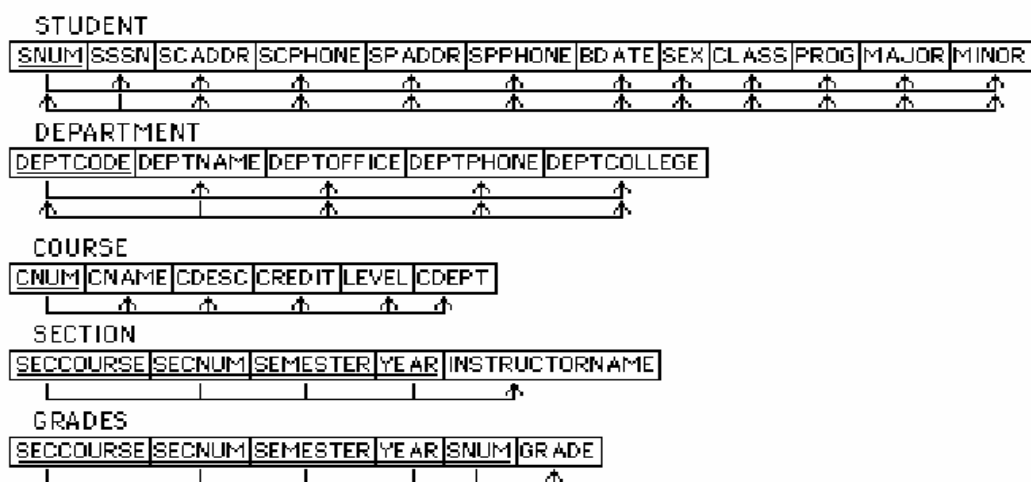 STUDENT
SNUM SSSN SCADDR SCPHONE SPADDR SPPHONE BDATE SEX CLASS PROG MAJOR MINOR
DEPARTMENT
DEPTCODE DEPTNAME DEPTOFFICE DEPTPHONE DEPTCOLLEGE
COURSE
CNUM CNAME CDESC CREDIT LEVEL CDEPT
SECTION
SECCOURSE SECNUM SEMESTER YEAR INSTRUCTORNAME
GRADES
SECCOURSE SECNUM SEMESTER YEAR SNUM GRADE